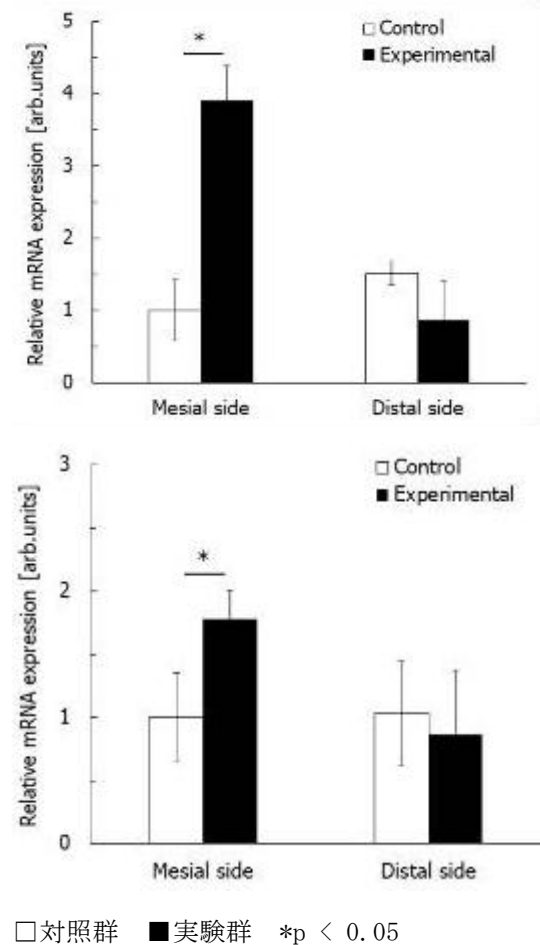 Relative mRNA expression [arb.units]
5
4
3
2
1
0
*
□ Control
■ Experimental
Mesial side
Distal side
Relative mRNA expression [arb.units]
3
2
1
0
*
□ Control
■ Experimental
Mesial side
Distal side
□対照群 ■実験群 *p < 0.05